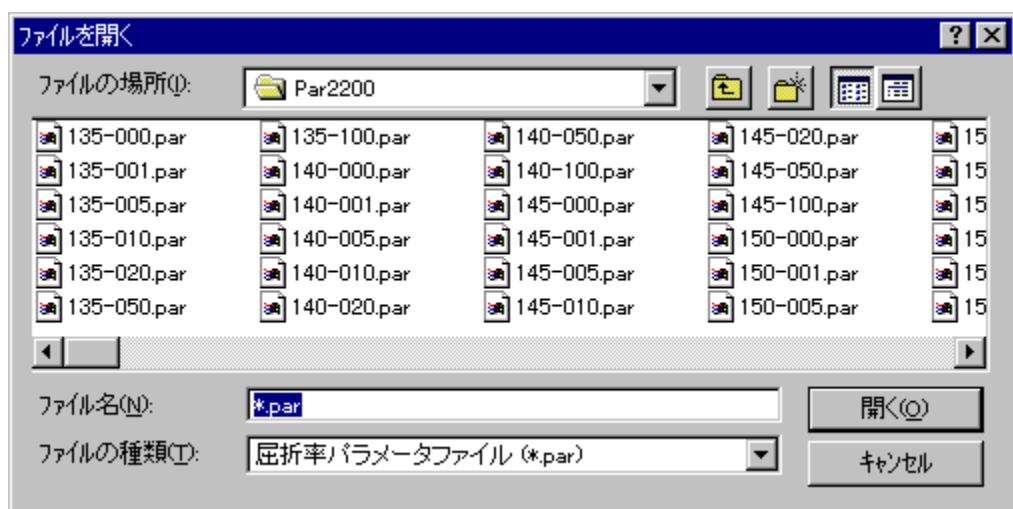 ファイルを開く
ファイルの場所(I): Par2200
135-000.par 135-100.par 140-050.par 145-020.par 15
135-001.par 140-000.par 140-100.par 145-050.par 15
135-005.par 140-001.par 145-000.par 145-100.par 15
135-010.par 140-005.par 145-001.par 150-000.par 15
135-020.par 140-010.par 145-005.par 150-001.par 15
135-050.par 140-020.par 145-010.par 150-005.par 15
ファイル名(N): *.par 開く(O)
ファイルの種類(T): 屈折率パラメータファイル (*.par) キャンセル